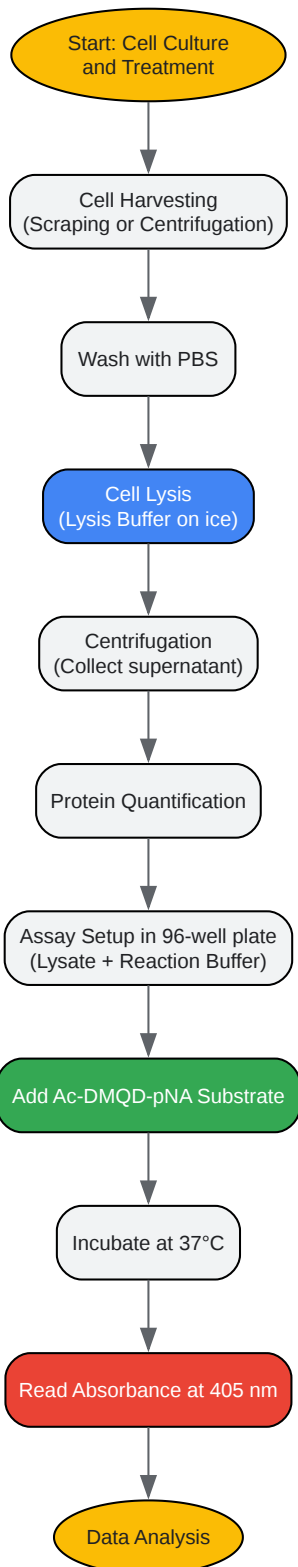 Start: Cell Culture
and Treatment
Cell Harvesting
(Scraping or Centrifugation)
Wash with PBS
Cell Lysis
(Lysis Buffer on ice)
Centrifugation
(Collect supernatant)
Protein Quantification
Assay Setup in 96-well plate
(Lysate + Reaction Buffer)
Add Ac-DMQD-pNA Substrate
Incubate at 37°C
Read Absorbance at 405 nm
Data Analysis